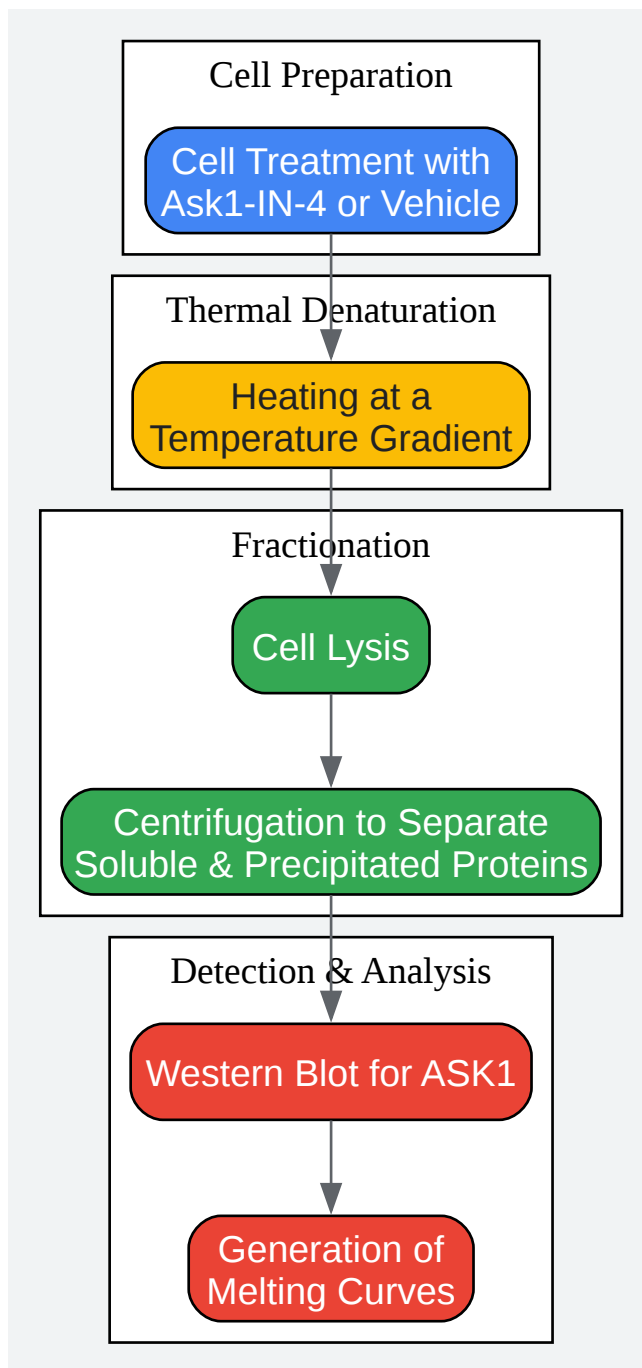 Cell Preparation
Cell Treatment with
Ask1-IN-4 or Vehicle
Thermal Denaturation
Heating at a
Temperature Gradient
Fractionation
Cell Lysis
Centrifugation to Separate
Soluble & Precipitated Proteins
Detection & Analysis
Western Blot for ASK1
Generation of
Melting Curves